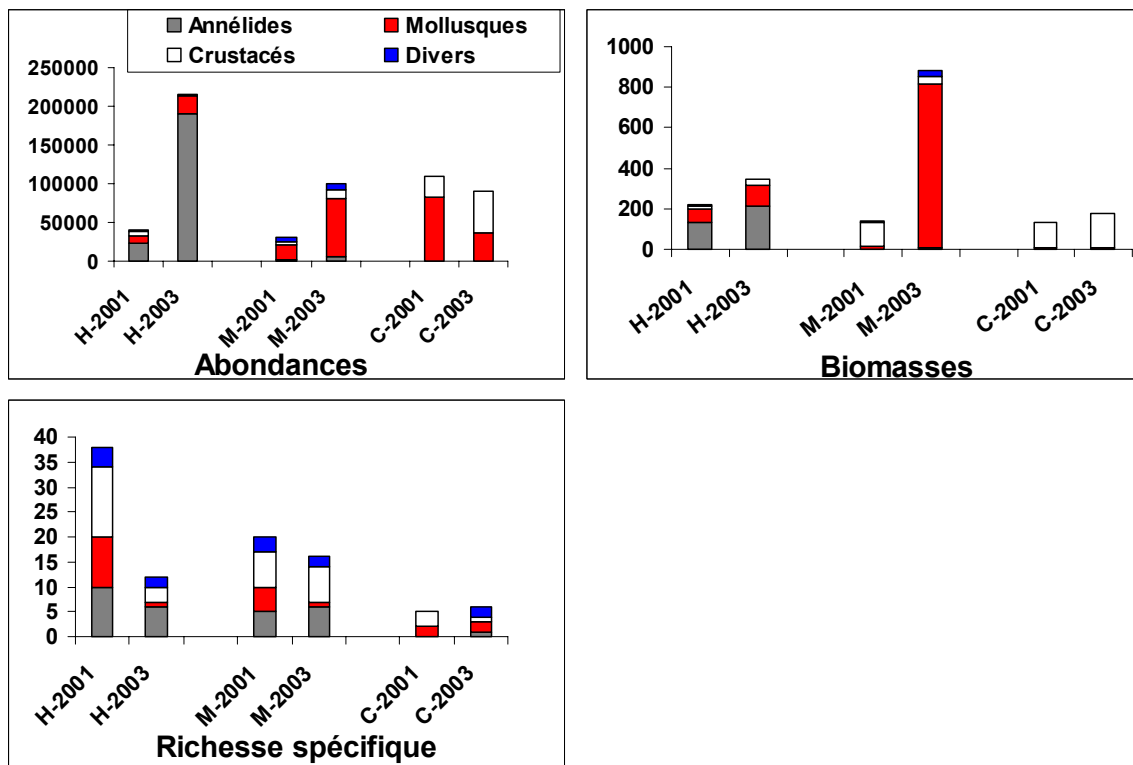 Annélides Mollusques
Crustacés Divers
250000
200000
150000
100000
50000
0
H-2001 H-2003 M-2001 M-2003 C-2001 C-2003
Abondances
1000
800
600
400
200
0
H-2001 H-2003 M-2001 M-2003 C-2001 C-2003
Biomasses
40
35
30
25
20
15
10
5
0
H-2001 H-2003 M-2001 M-2003 C-2001 C-2003
Richesse spécifique